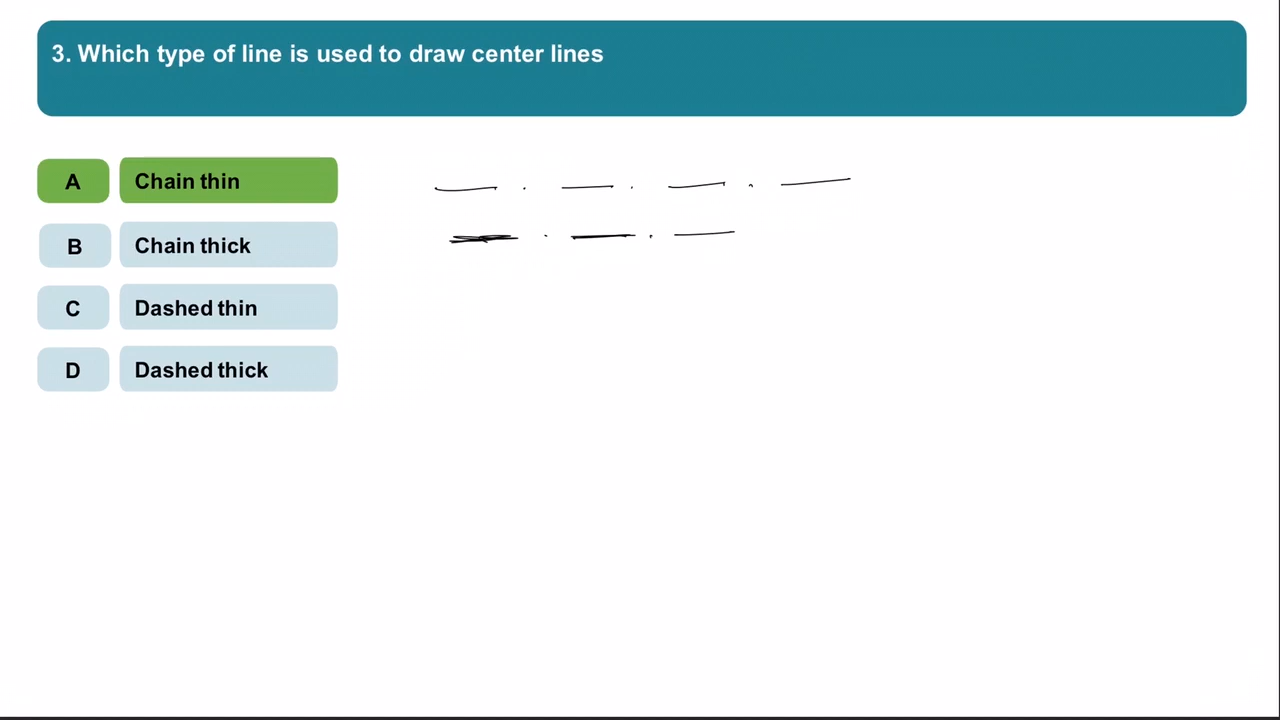 3. Which type of line is used to draw center lines
A Chain thin
B Chain thick
C Dashed thin
D Dashed thick